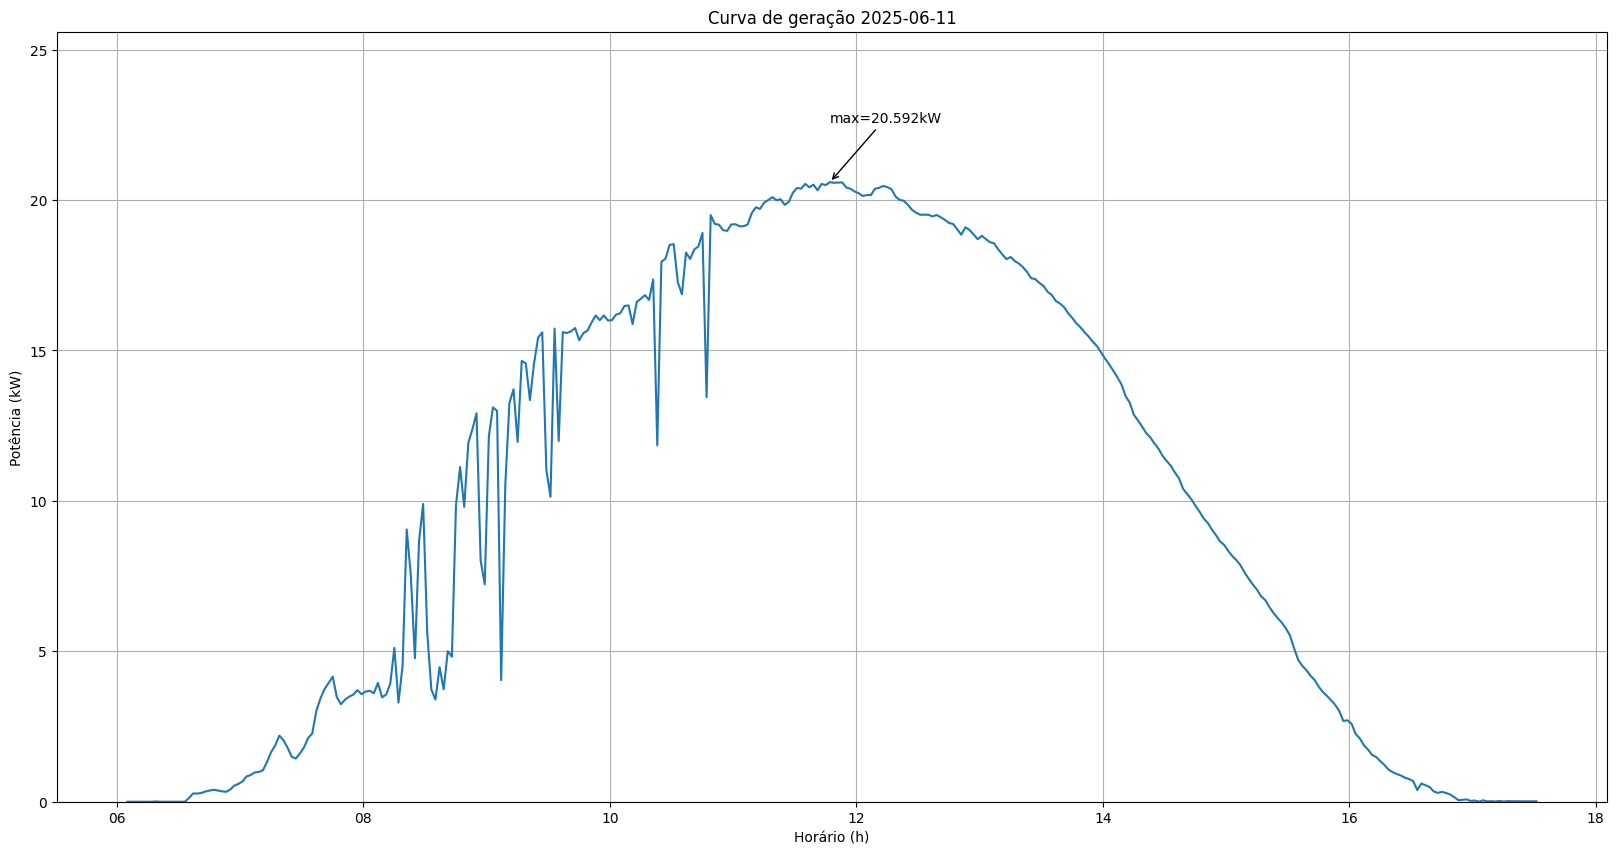 Curva de geração 2025-06-11
25
max=20.592kW
20
15
Potência (kW)
10
5
0
06 08 10 12 14 16 18
Horário (h)